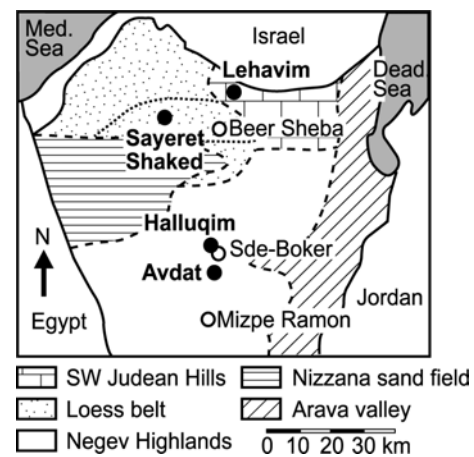 Med.
Sea
Israel
Dead.
Sea
Lehavim
Beer Sheba
Sayeret
Shaked
Halluqim
N
Sde-Boker
Avdat
Jordan
Egypt
Mizpe Ramon
SW Judean Hills
Nizzana sand field
Loess belt
Arava valley
Negev Highlands
0 10 20 30 km